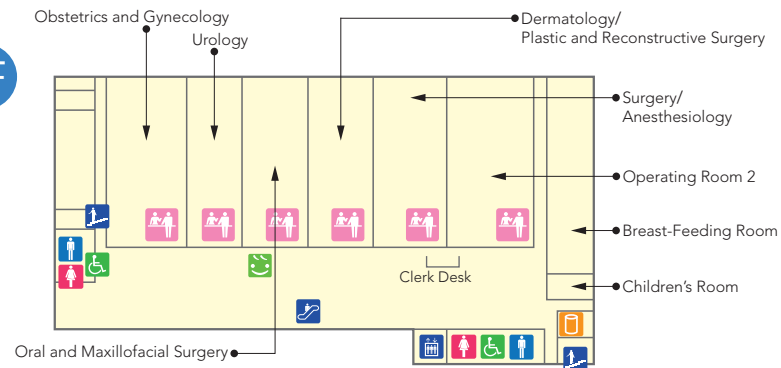 Obstetrics and Gynecology
Urology
Dermatology/
Plastic and Reconstructive Surgery
F
Surgery/
Anesthesiology
Operating Room 2
Breast-Feeding Room
Clerk Desk
Children's Room
Oral and Maxillofacial Surgery